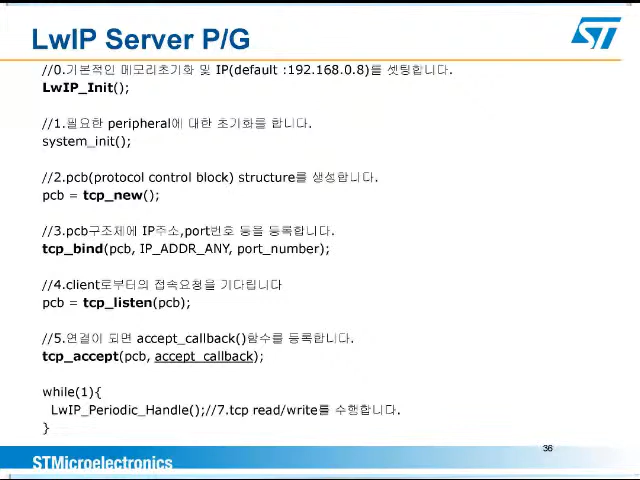 LwIP Server P/G
//0.기본적인 메모리초기화 및 IP(default :192.168.0.8)를 셋팅합니다.
LwIP_Init();
//1.필요한 peripheral에 대한 초기화를 합니다.
system_init();
//2.pcb(protocol control block) structure를 생성합니다.
pcb = tcp_new();
//3.pcb구조체에 IP주소,port번호 등을 등록합니다.
tcp_bind(pcb, IP_ADDR_ANY, port_number);
//4.client로부터의 접속요청을 기다립니다
pcb = tcp_listen(pcb);
//5.연결이 되면 accept_callback()함수를 등록합니다.
tcp_accept(pcb, accept_callback);
while(1){
LwIP_Periodic_Handle();//7.tcp read/write를 수행합니다.
}
36
STMicroelectronics